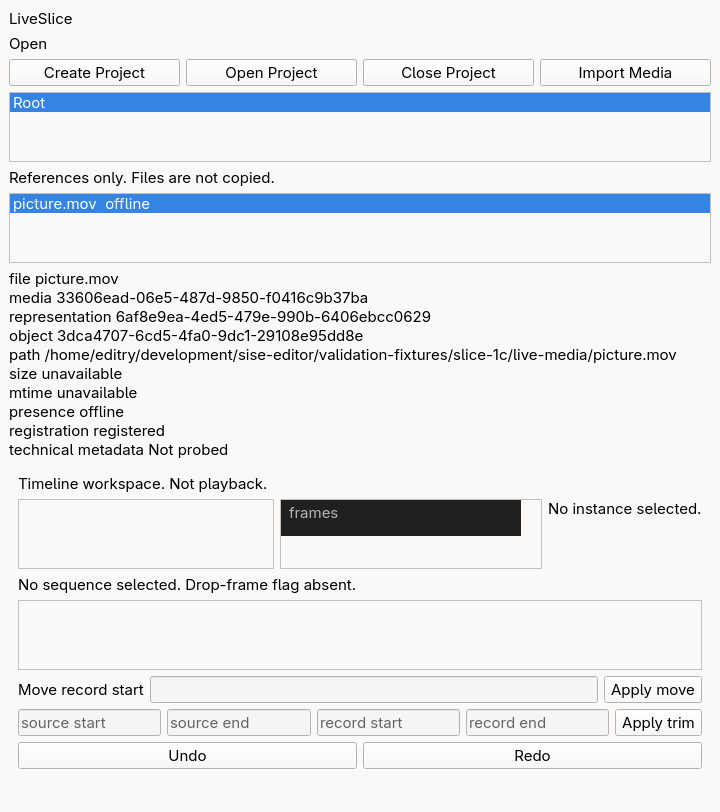 LiveSlice
Open
Create Project Open Project Close Project Import Media
Root
References only. Files are not copied.
picture.mov offline
file picture.mov
media 33606ead-06e5-487d-9850-f0416c9b37ba
representation 6af8e9ea-4ed5-479e-990b-6406ebcc0629
object 3dca4707-6cd5-4fa0-9dc1-29108e95dd8e
path /home/editry/development/sise-editor/validation-fixtures/slice-1c/live-media/picture.mov
size unavailable
mtime unavailable
presence offline
registration registered
technical metadata Not probed
Timeline workspace. Not playback.
frames No instance selected.
No sequence selected. Drop-frame flag absent.
Move record start Apply move
source start source end record start record end Apply trim
Undo Redo